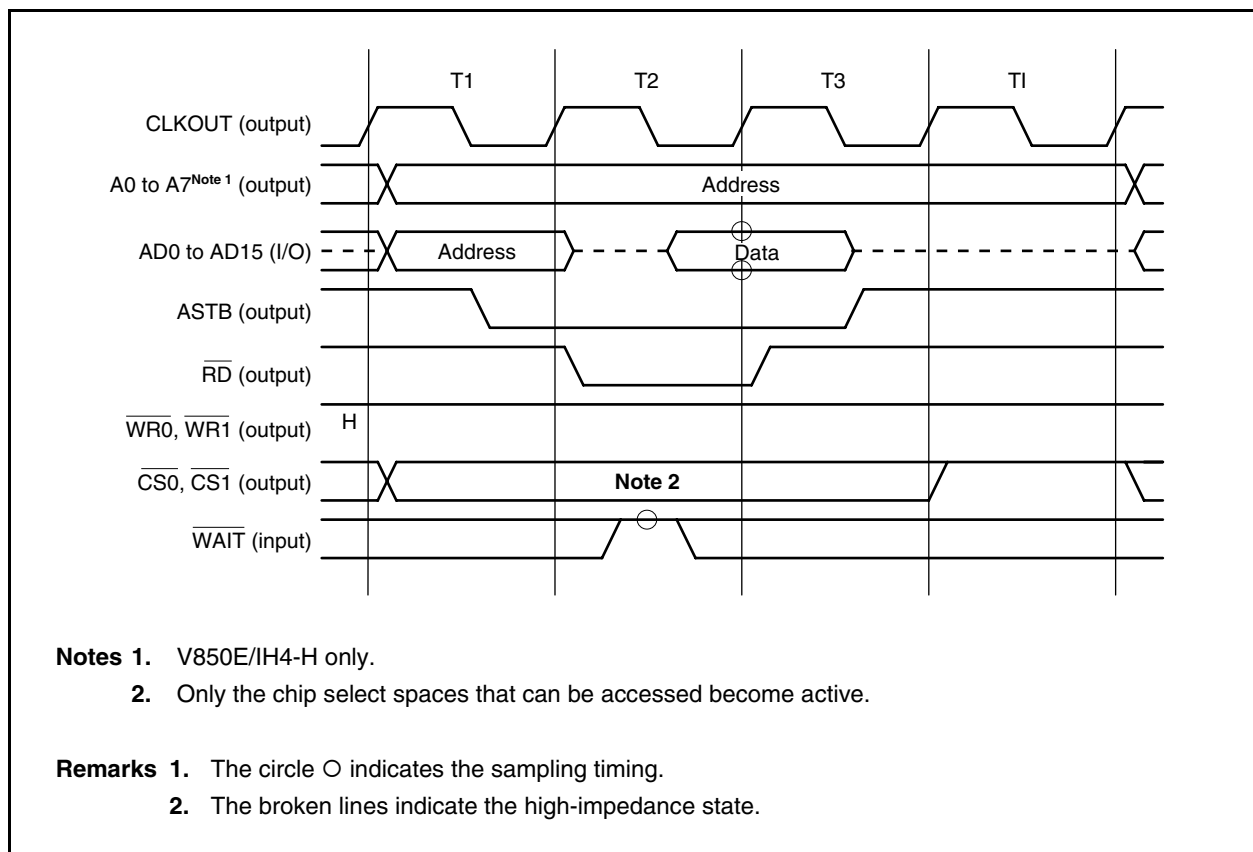 T1 T2 T3 TI
CLKOUT (output)
A0 to A7Note 1 (output) Address
AD0 to AD15 (I/O) Address Data
ASTB (output)
RD (output)
WR0, WR1 (output) H
CS0, CS1 (output) Note 2
WAIT (input)
Notes 1. V850E/IH4-H only.
2. Only the chip select spaces that can be accessed become active.
Remarks 1. The circle O indicates the sampling timing.
2. The broken lines indicate the high-impedance state.